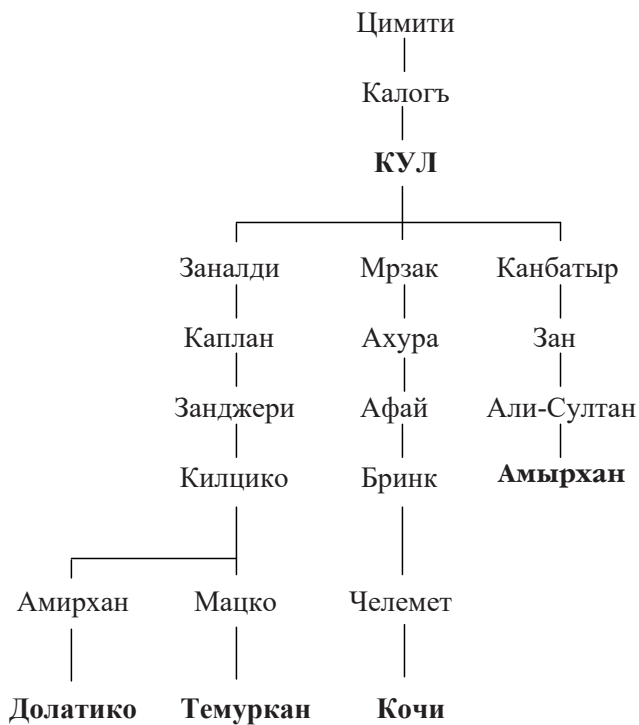 Цимити
Калогъ
КУЛ
Заналди Мрзак Канбатыр
Каплан Ахура Зан
Занджери Афай Али-Султан
Килцико Бринк Амырхан
Амирхан Мацко Челемет
Долатико Темуркан Кочи